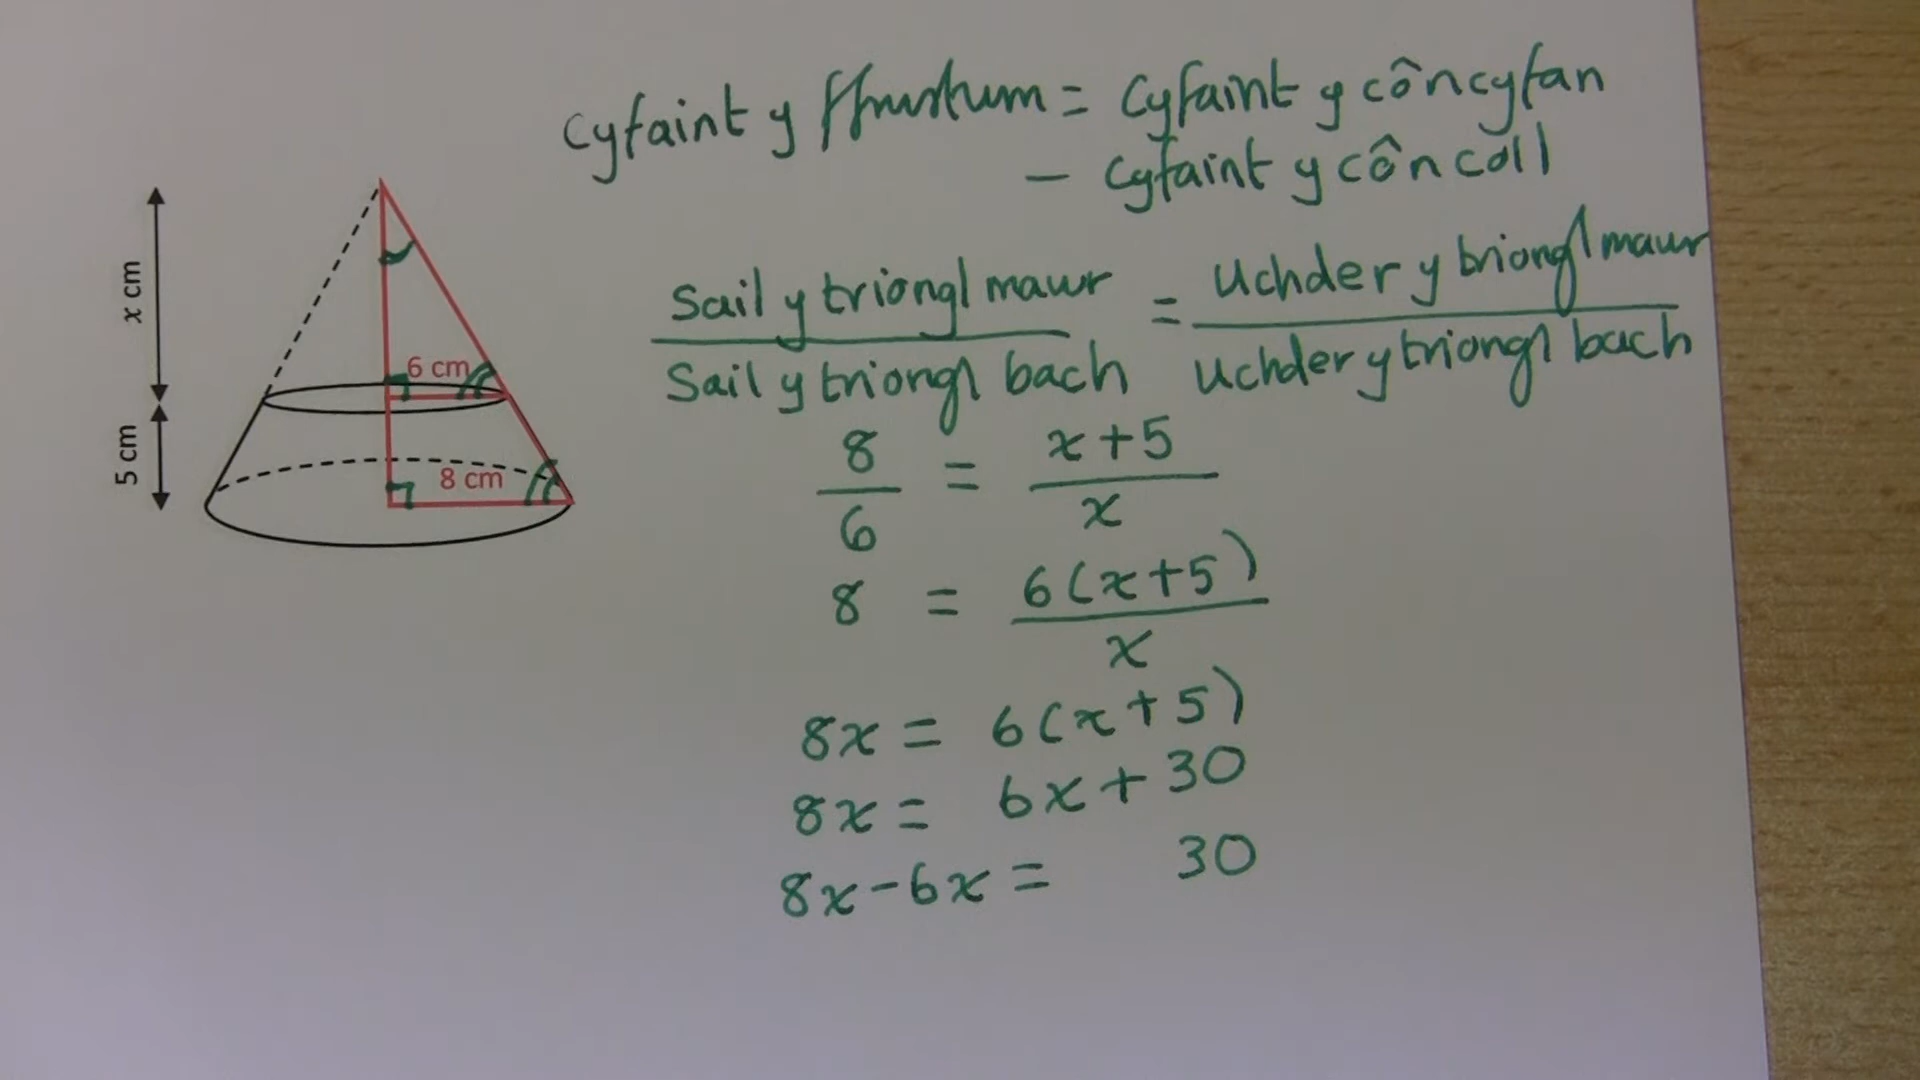 Cyfaint y ffrustum = Cyfaint y côn cyfan
- Cyfaint y côn coll
Sail y triongl mawr / Sail y triongl bach = Uchder y triongl mawr / Uchder y triongl bach
8/6 = x+5/x
8 = 6(x+5)/x
8x = 6(x+5)
8x = 6x + 30
8x-6x = 30
x cm
5 cm
6 cm
8 cm